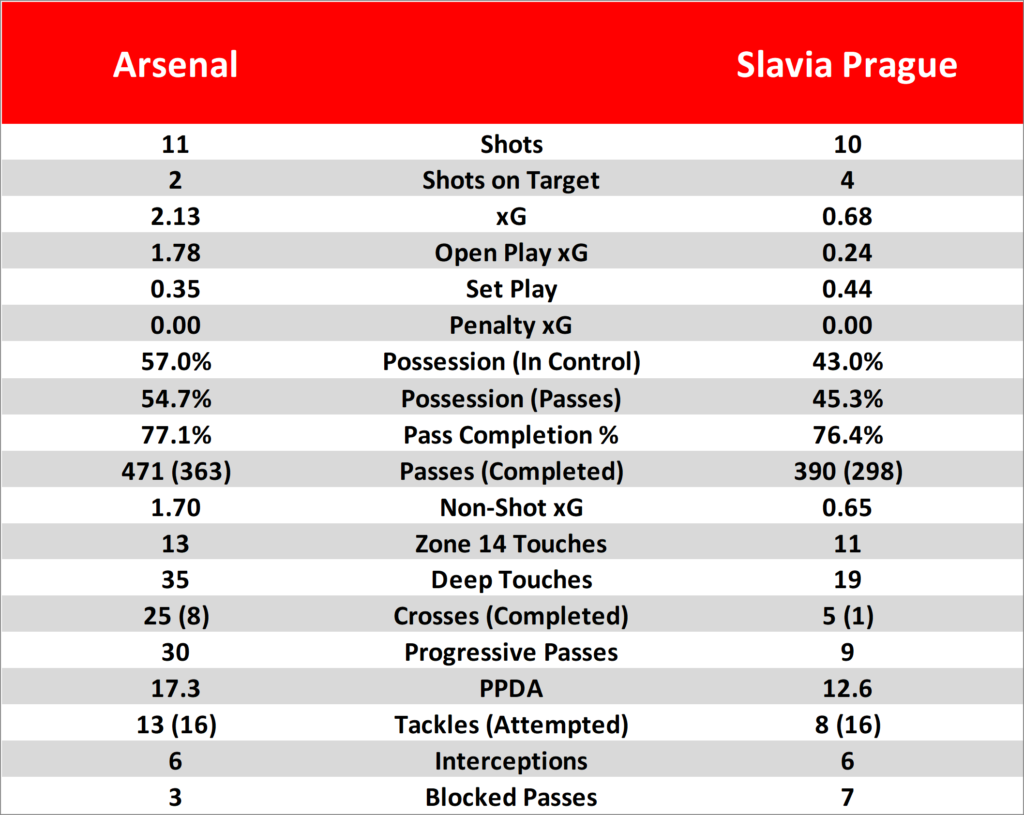 Arsenal Slavia Prague
11 Shots 10
2 Shots on Target 4
2.13 xG 0.68
1.78 Open Play xG 0.24
0.35 Set Play 0.44
0.00 Penalty xG 0.00
57.0% Possession (In Control) 43.0%
54.7% Possession (Passes) 45.3%
77.1% Pass Completion % 76.4%
471 (363) Passes (Completed) 390 (298)
1.70 Non-Shot xG 0.65
13 Zone 14 Touches 11
35 Deep Touches 19
25 (8) Crosses (Completed) 5 (1)
30 Progressive Passes 9
17.3 PPDA 12.6
13 (16) Tackles (Attempted) 8 (16)
6 Interceptions 6
3 Blocked Passes 7